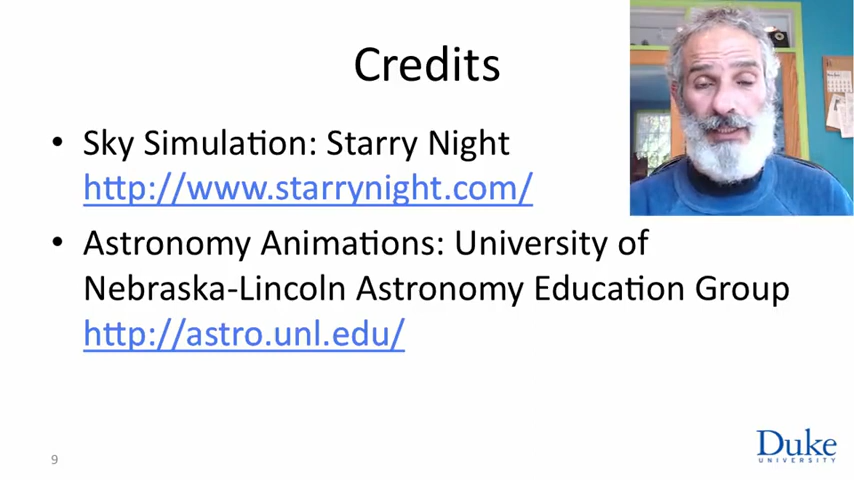 Credits
• Sky Simulation: Starry Night
http://www.starrynight.com/
• Astronomy Animations: University of
Nebraska-Lincoln Astronomy Education Group
http://astro.unl.edu/
9
Duke
UNIVERSITY